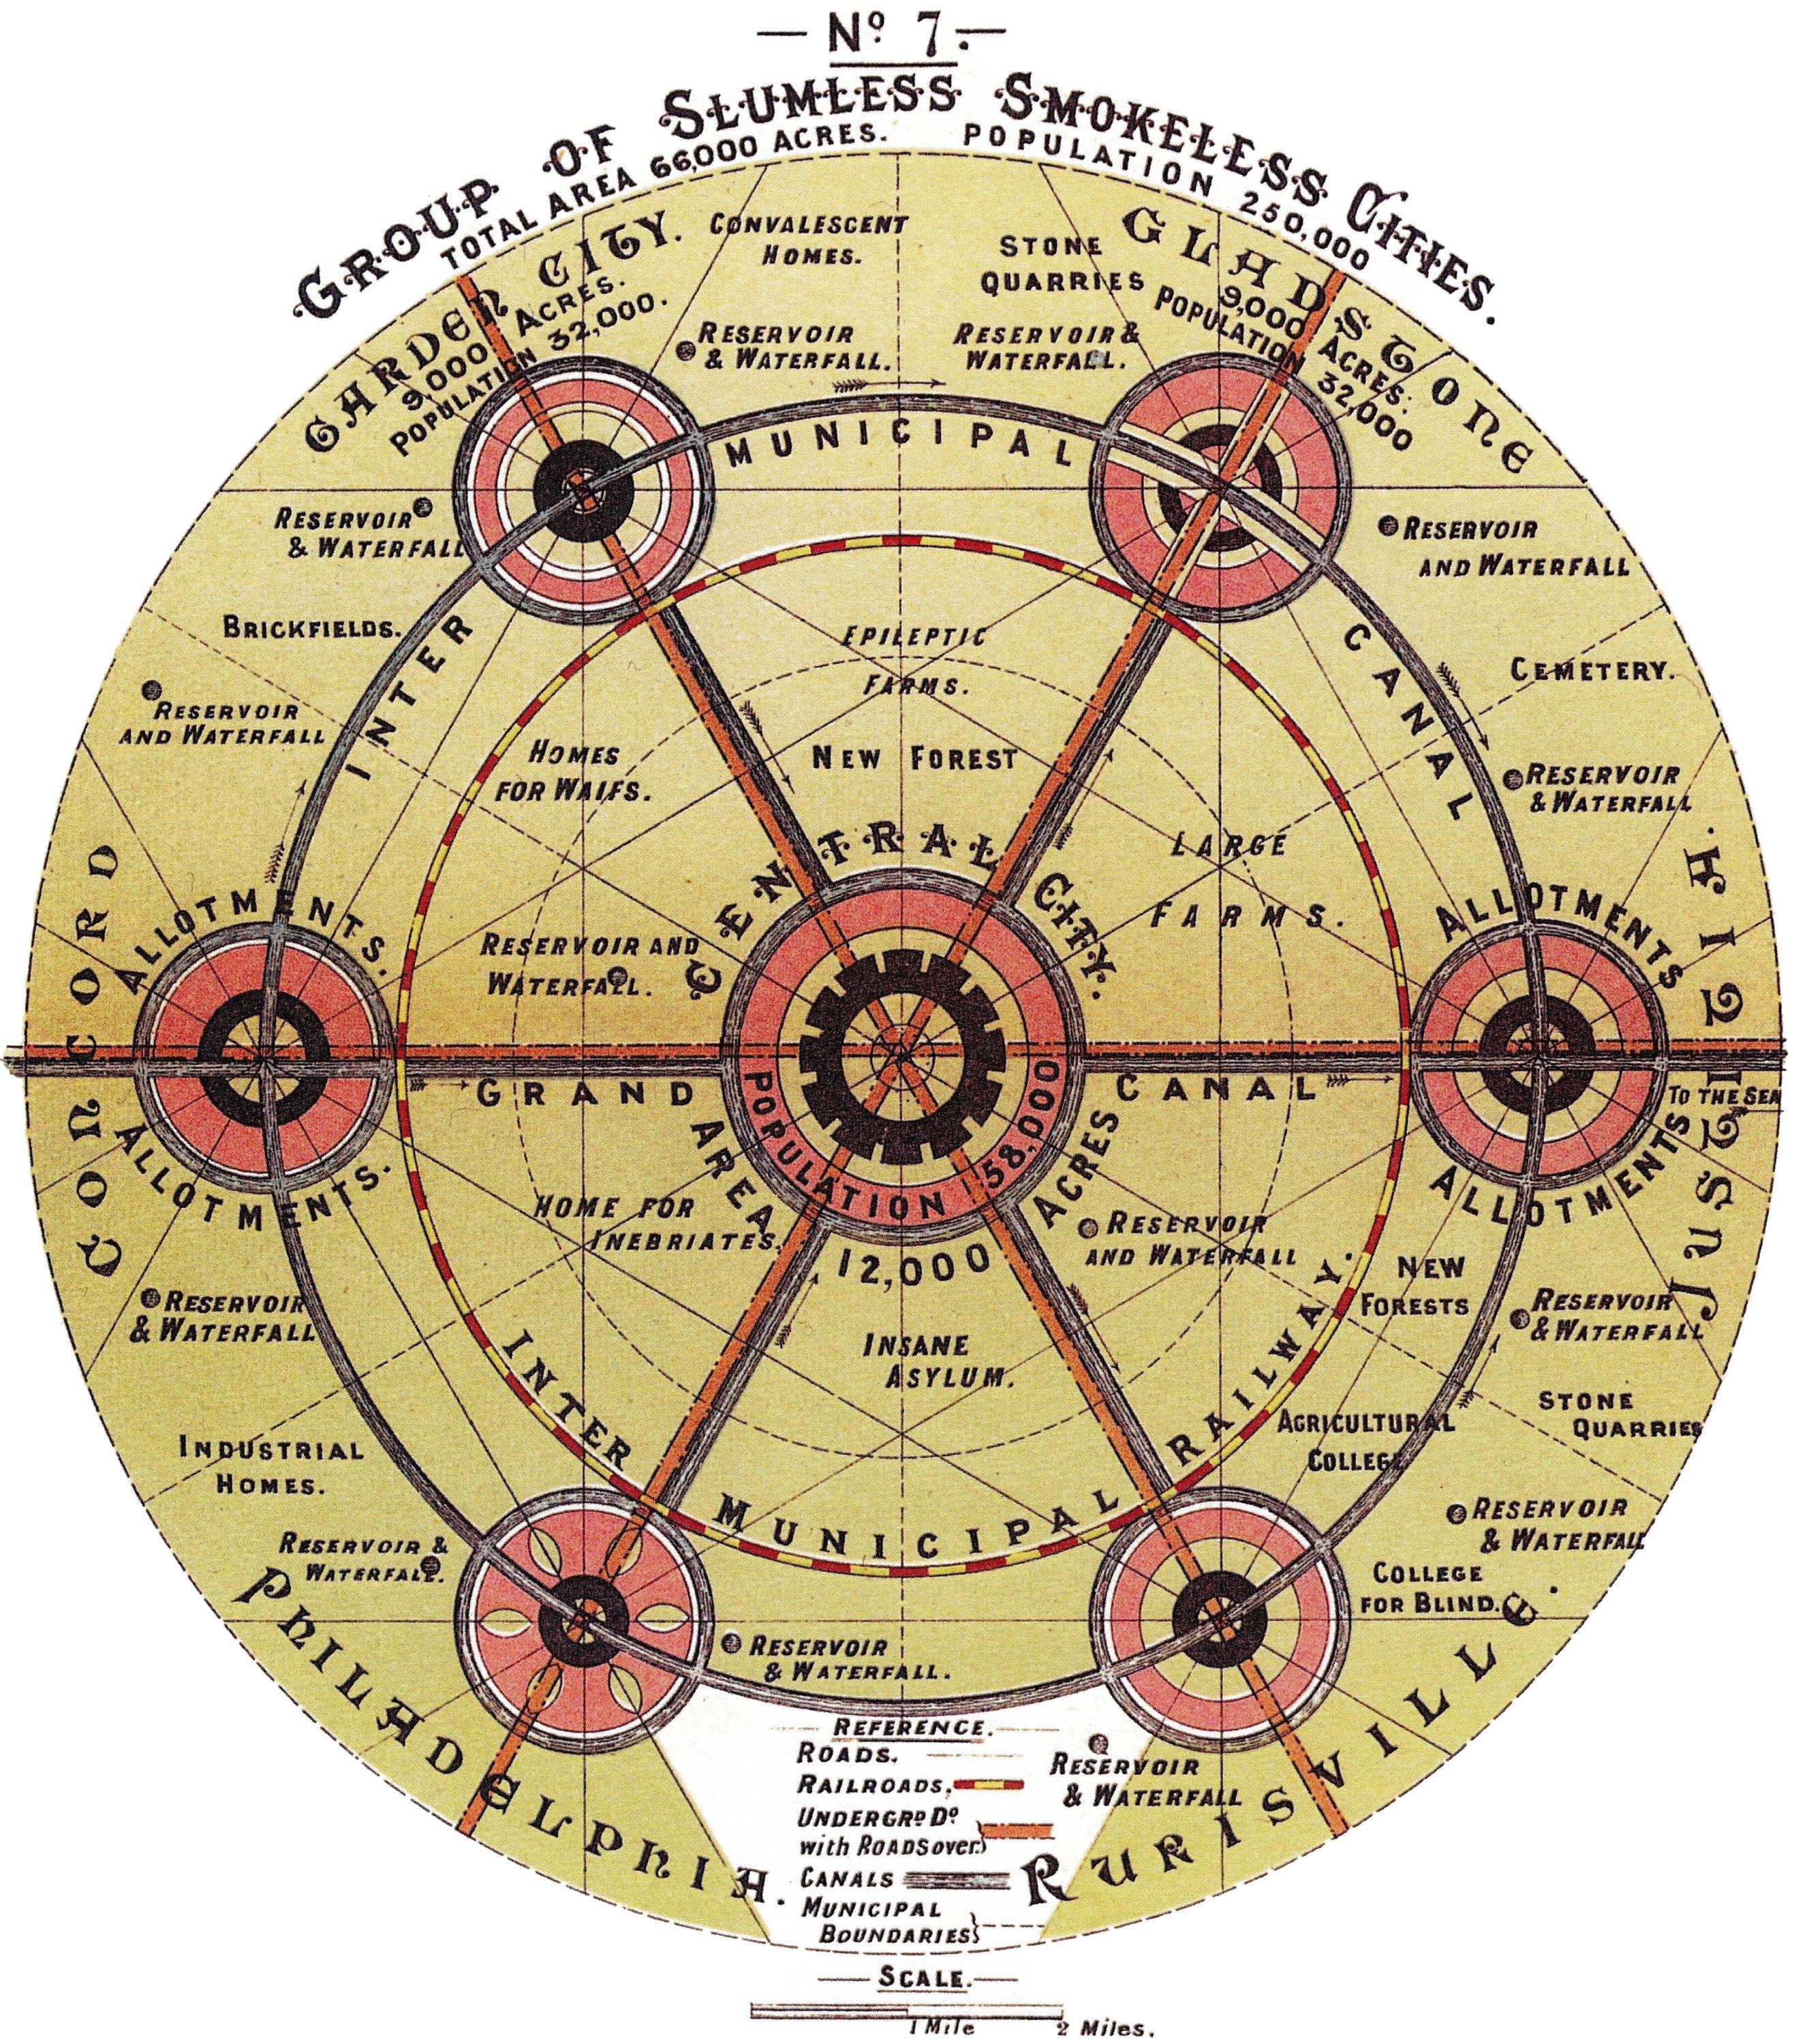 — Nº 7. —
GROUP OF SLUMLESS SMOKELESS CITIES.
TOTAL AREA 66,000 ACRES. POPULATION 250,000
GARDEN CITY.
9,000 ACRES.
POPULATION 32,000.
CONVALESCENT
HOMES.
STONE
QUARRIES
GLADSTONE
9,000 ACRES.
POPULATION 32,000
RESERVOIR
& WATERFALL.
RESERVOIR &
WATERFALL.
INTER MUNICIPAL CANAL
RESERVOIR
& WATERFALL
RESERVOIR
AND WATERFALL
BRICKFIELDS.
EPILEPTIC
FARMS.
CEMETERY.
RESERVOIR
AND WATERFALL
HOMES
FOR WAIFS.
NEW FOREST
RESERVOIR
& WATERFALL
LARGE
FARMS.
CONCORD
ALLOTMENTS.
RESERVOIR AND
WATERFALL.
CENTRAL CITY.
ALLOTMENTS
JUSTITIA.
GRAND CANAL
TO THE SEA
POPULATION 58,000
AREA 12,000 ACRES
ALLOTMENTS.
ALLOTMENTS
HOME FOR
INEBRIATES.
RESERVOIR
AND WATERFALL
NEW
FORESTS
RESERVOIR
& WATERFALL
RESERVOIR
& WATERFALL
INSANE
ASYLUM.
STONE
QUARRIES
AGRICULTURAL
COLLEGE
INTER MUNICIPAL RAILWAY.
INDUSTRIAL
HOMES.
RESERVOIR
& WATERFALL
RESERVOIR &
WATERFALL.
COLLEGE
FOR BLIND.
RESERVOIR
& WATERFALL.
PHILADELPHIA.
RURISVILLE.
REFERENCE.
ROADS.
RAILROADS.
UNDERGRD Dº
with ROADS over.
CANALS
MUNICIPAL
BOUNDARIES
RESERVOIR
& WATERFALL
SCALE.
1 Mile 2 Miles.